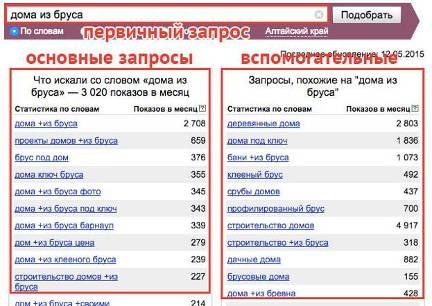 дома из бруса
Подобрать
первичный запрос
По словам
Алтайский край
Последнее обновление: 12.05.2015
основные запросы
вспомогательные
Что искали со словом «дома из
бруса» — 3 020 показов в месяц
Статистика по словам Показов в месяц ?
дома +из бруса 2 708
проекты домов +из бруса 659
брус под дом 376
дома ключ бруса 355
дома +из бруса фото 345
дома +из бруса под ключ 343
дома +из бруса барнаул 339
дом +из бруса цена 279
дома +из клееного бруса 239
строительство домов +из 227
бруса
дом +из бруса +своими 214
Запросы, похожие на "дома из
бруса"
Статистика по словам Показов в месяц ?
деревянные дома 2 803
дома под ключ 1 836
бани +из бруса 1 073
клееный брус 492
срубы домов 437
профилированный брус 700
строительство домов 4 917
строительство +из бруса 318
дачные дома 882
брусовые дома 155
дома +из бревна 428